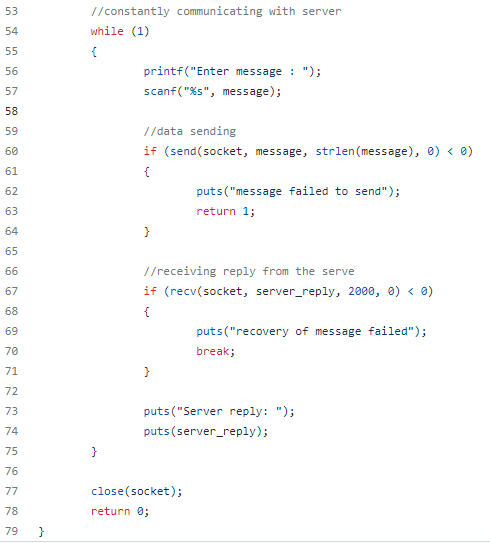 53 //constantly communicating with server
54 while (1)
55 {
56 printf("Enter message : ");
57 scanf("%s", message);
58
59 //data sending
60 if (send(socket, message, strlen(message), 0) < 0)
61 {
62 puts("message failed to send");
63 return 1;
64 }
65
66 //receiving reply from the serve
67 if (recv(socket, server_reply, 2000, 0) < 0)
68 {
69 puts("recovery of message failed");
70 break;
71 }
72
73 puts("Server reply: ");
74 puts(server_reply);
75 }
76
77 close(socket);
78 return 0;
79 }